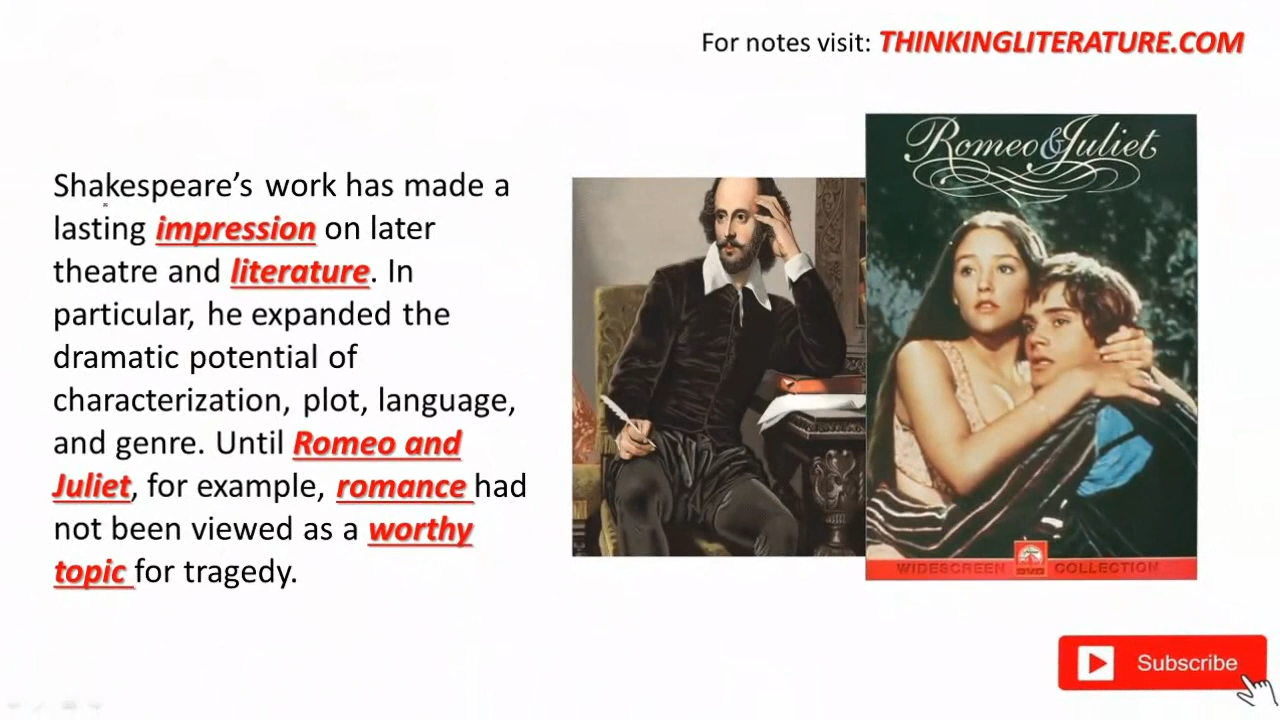 For notes visit: THINKINGLITERATURE.COM
Shakespeare’s work has made a
lasting impression on later
theatre and literature. In
particular, he expanded the
dramatic potential of
characterization, plot, language,
and genre. Until Romeo and
Juliet, for example, romance had
not been viewed as a worthy
topic for tragedy.
Romeo & Juliet
WIDESCREEN DVD COLLECTION
Subscribe